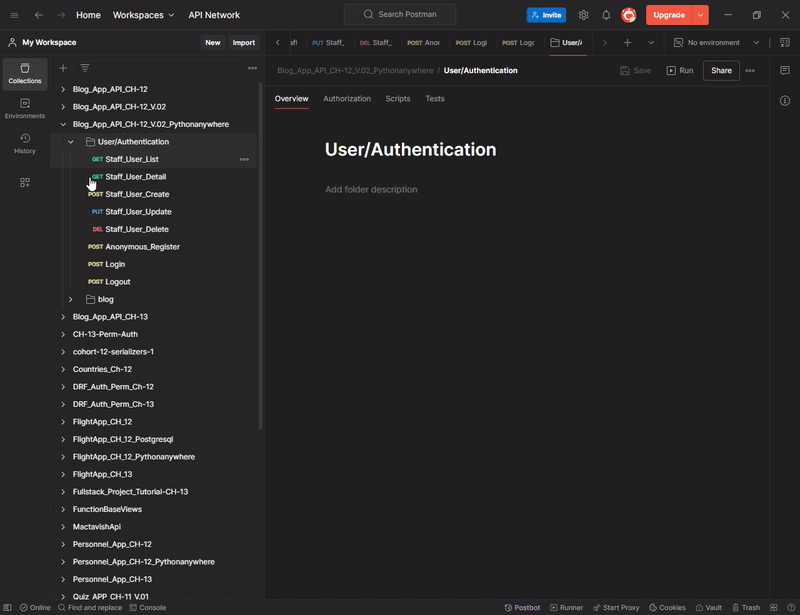 Home Workspaces API Network Search Postman Invite Upgrade
My Workspace New Import PUT Staff_ DEL Staff_ POST Anon POST Logi POST Logo User/A No environment
Collections
Environments
History
Blog_App_API_CH-12_V.02_Pythonanywhere / User/Authentication Save Run Share
Overview Authorization Scripts Tests
User/Authentication
Add folder description
Blog_App_API_CH-12
Blog_App_API_CH-12_V.02
Blog_App_API_CH-12_V.02_Pythonanywhere
User/Authentication
GET Staff_User_List
GET Staff_User_Detail
POST Staff_User_Create
PUT Staff_User_Update
DEL Staff_User_Delete
POST Anonymous_Register
POST Login
POST Logout
blog
Blog_App_API_CH-13
CH-13-Perm-Auth
cohort-12-serializers-1
Countries_Ch-12
DRF_Auth_Perm_Ch-12
DRF_Auth_Perm_Ch-13
FlightApp_CH_12
FlightApp_CH_12_Postgresql
FlightApp_CH_12_Pythonanywhere
FlightApp_CH_13
Fullstack_Project_Tutorial-CH-13
FunctionBaseViews
MactavishApi
Personnel_App_CH-12
Personnel_App_CH-12_Pythonanywhere
Personnel_App_CH-13
Quiz_APP_CH-11_V.01
Online Find and replace Console Postbot Runner Start Proxy Cookies Vault Trash